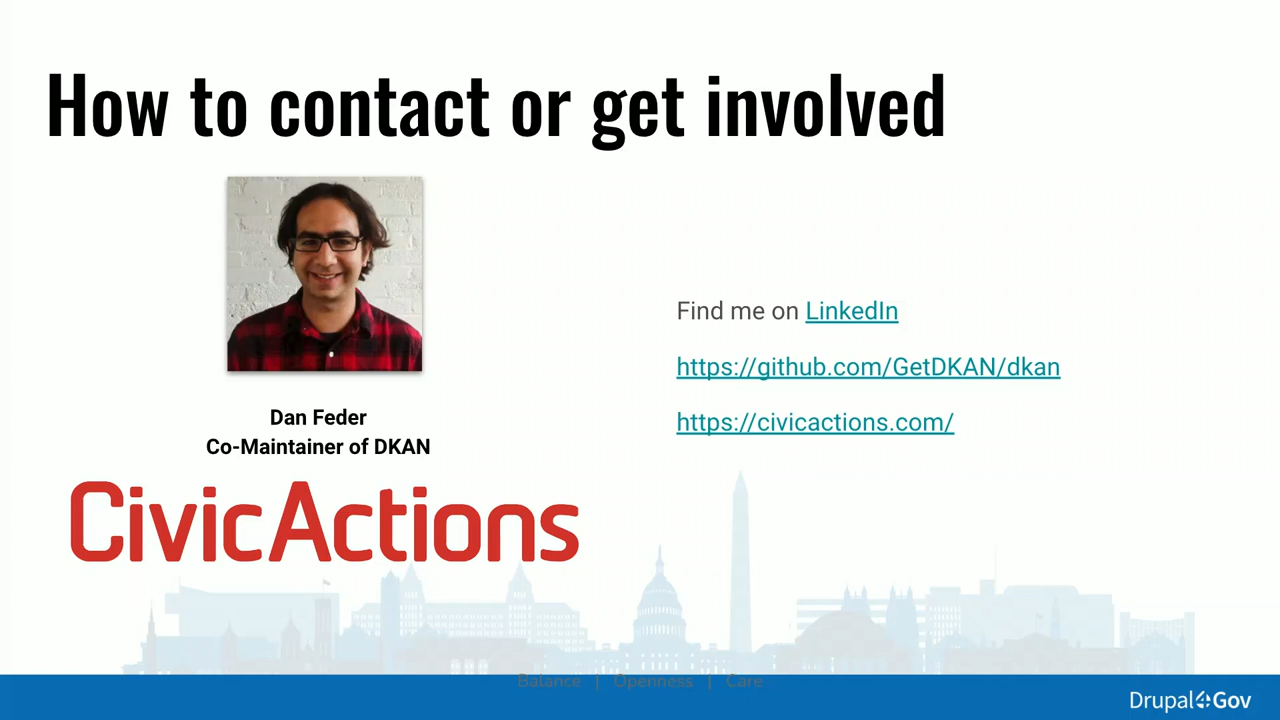 How to contact or get involved
Dan Feder
Co-Maintainer of DKAN
CivicActions
Find me on LinkedIn
https://github.com/GetDKAN/dkan
https://civicactions.com/
Balance | Openness | Care
Drupal4Gov